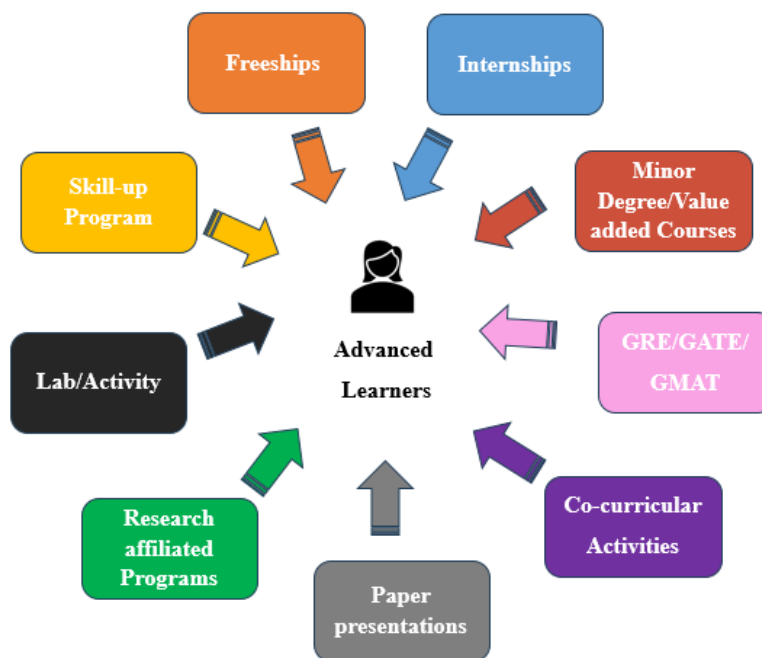 Freeships
Internships
Skill-up
Program
Minor
Degree/Value
added Courses
Advanced
Learners
Lab/Activity
GRE/GATE/
GMAT
Research
affiliated
Programs
Co-curricular
Activities
Paper
presentations